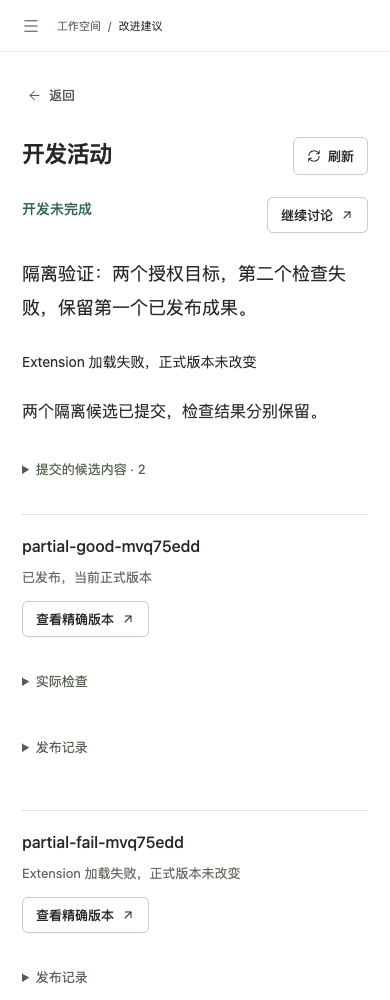 工作空间 / 改进建议
返回
开发活动
刷新
开发未完成
继续讨论
隔离验证：两个授权目标，第二个检查失
败，保留第一个已发布成果。
Extension 加载失败，正式版本未改变
两个隔离候选已提交，检查结果分别保留。
提交的候选内容 · 2
partial-good-mvq75edd
已发布，当前正式版本
查看精确版本
实际检查
发布记录
partial-fail-mvq75edd
Extension 加载失败，正式版本未改变
查看精确版本
发布记录